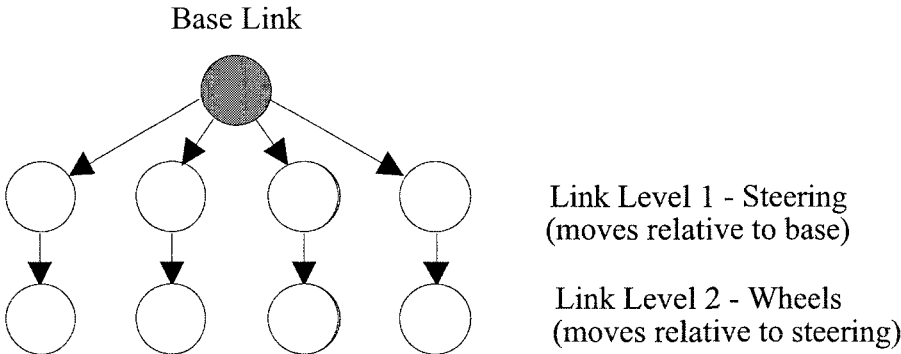 Base Link
Link Level 1 - Steering
(moves relative to base)
Link Level 2 - Wheels
(moves relative to steering)